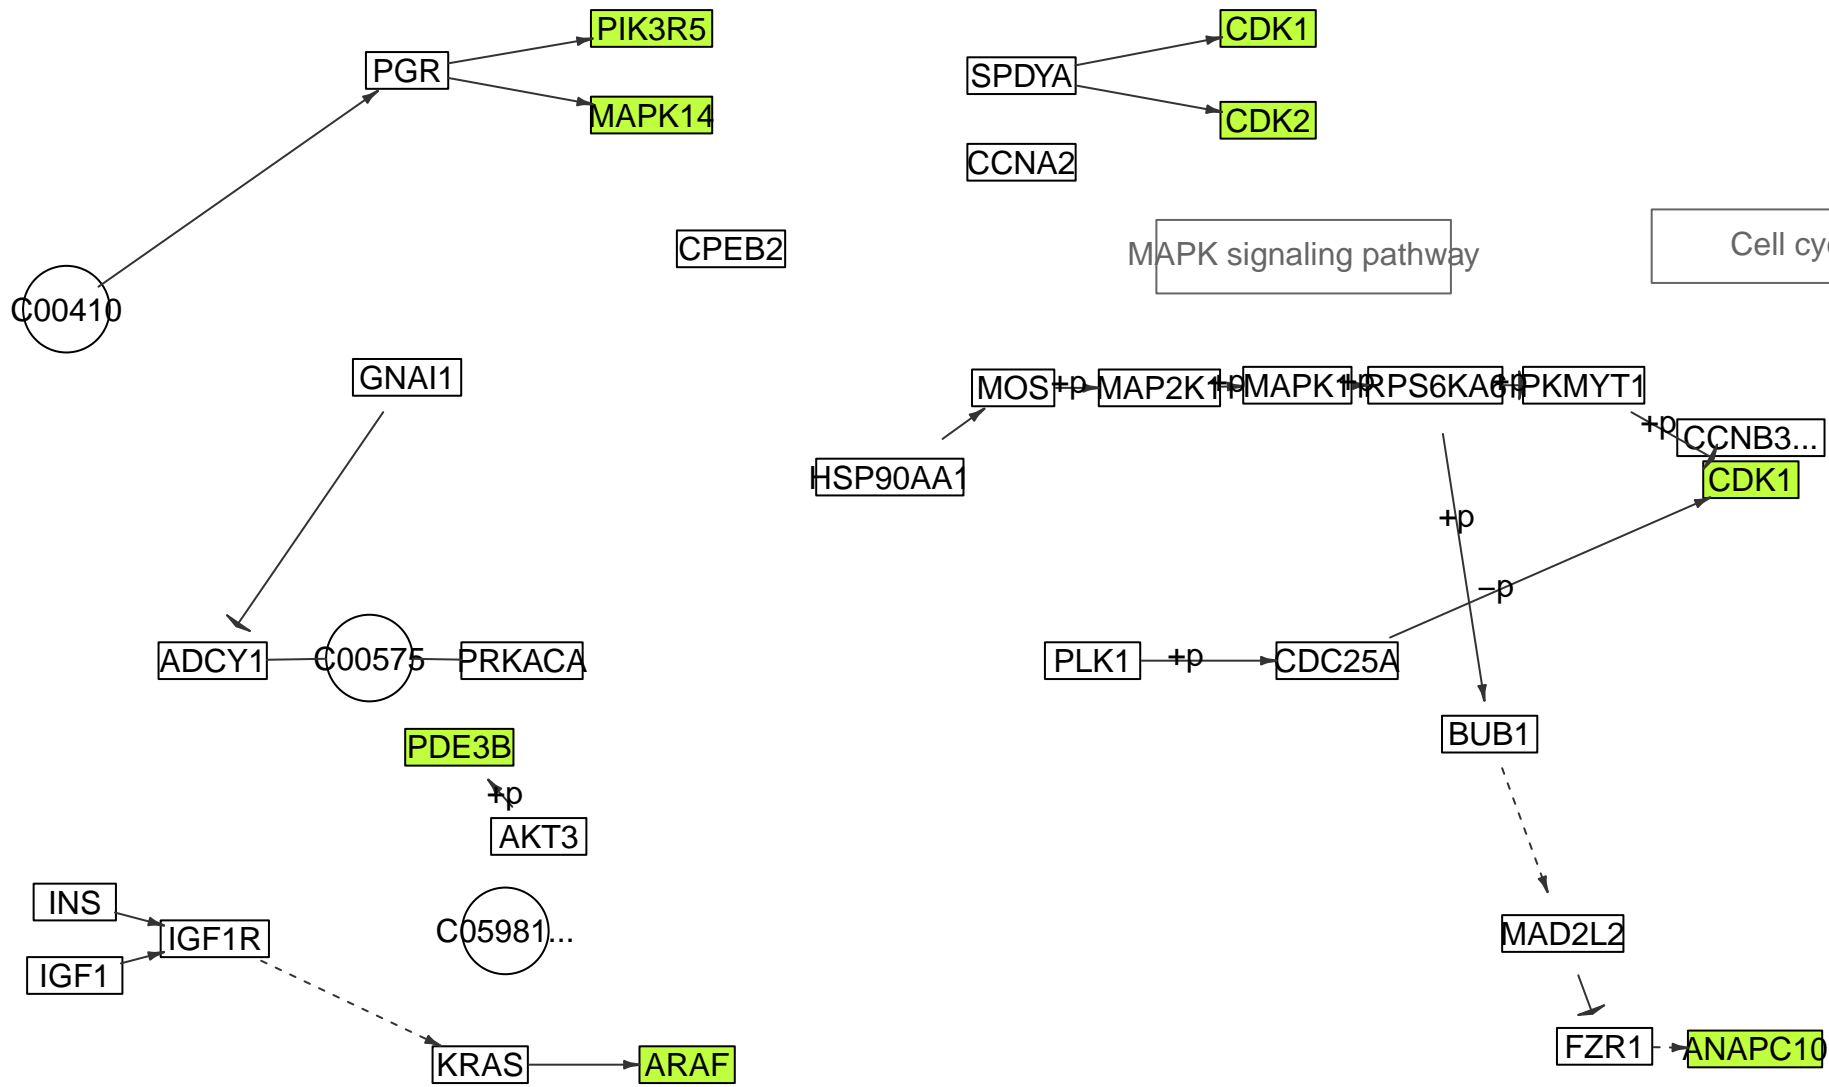 PIK3R5
CDK1
PGR
SPDYA
MAPK14
CDK2
CCNA2
CPEB2
MAPK signaling pathway
Cell cy
C00410
GNAI1
MOS
+p
MAP2K1
+p
MAPK1
+p
RPS6KA6
+p
PKMYT1
+p
CCNB3...
HSP90AA1
CDK1
+p
−p
ADCY1
C00575
PRKACA
PLK1
+p
CDC25A
BUB1
PDE3B
+p
AKT3
INS
IGF1R
C05981...
MAD2L2
IGF1
KRAS
ARAF
FZR1
ANAPC10